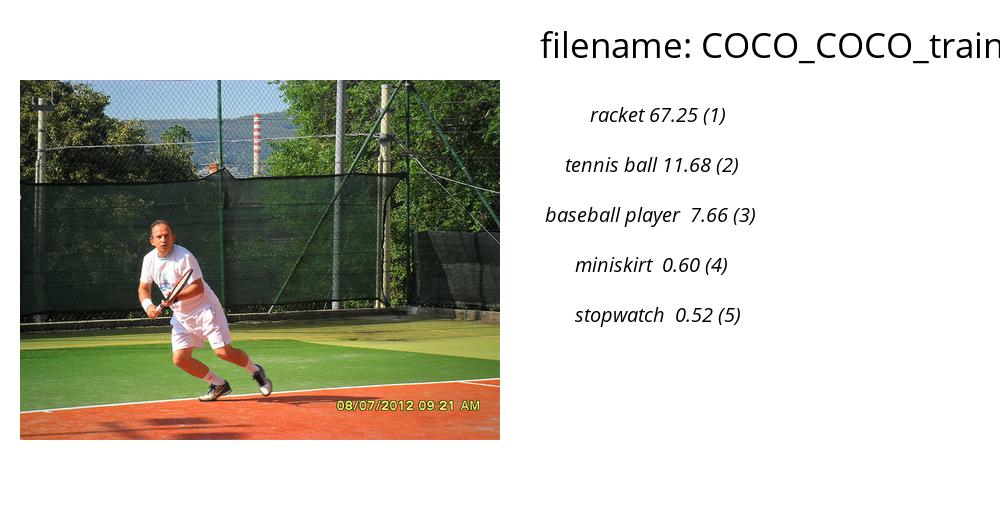 filename: COCO_COCO_train
racket 67.25 (1)
tennis ball 11.68 (2)
baseball player 7.66 (3)
miniskirt 0.60 (4)
stopwatch 0.52 (5)
08/07/2012 09:21 AM